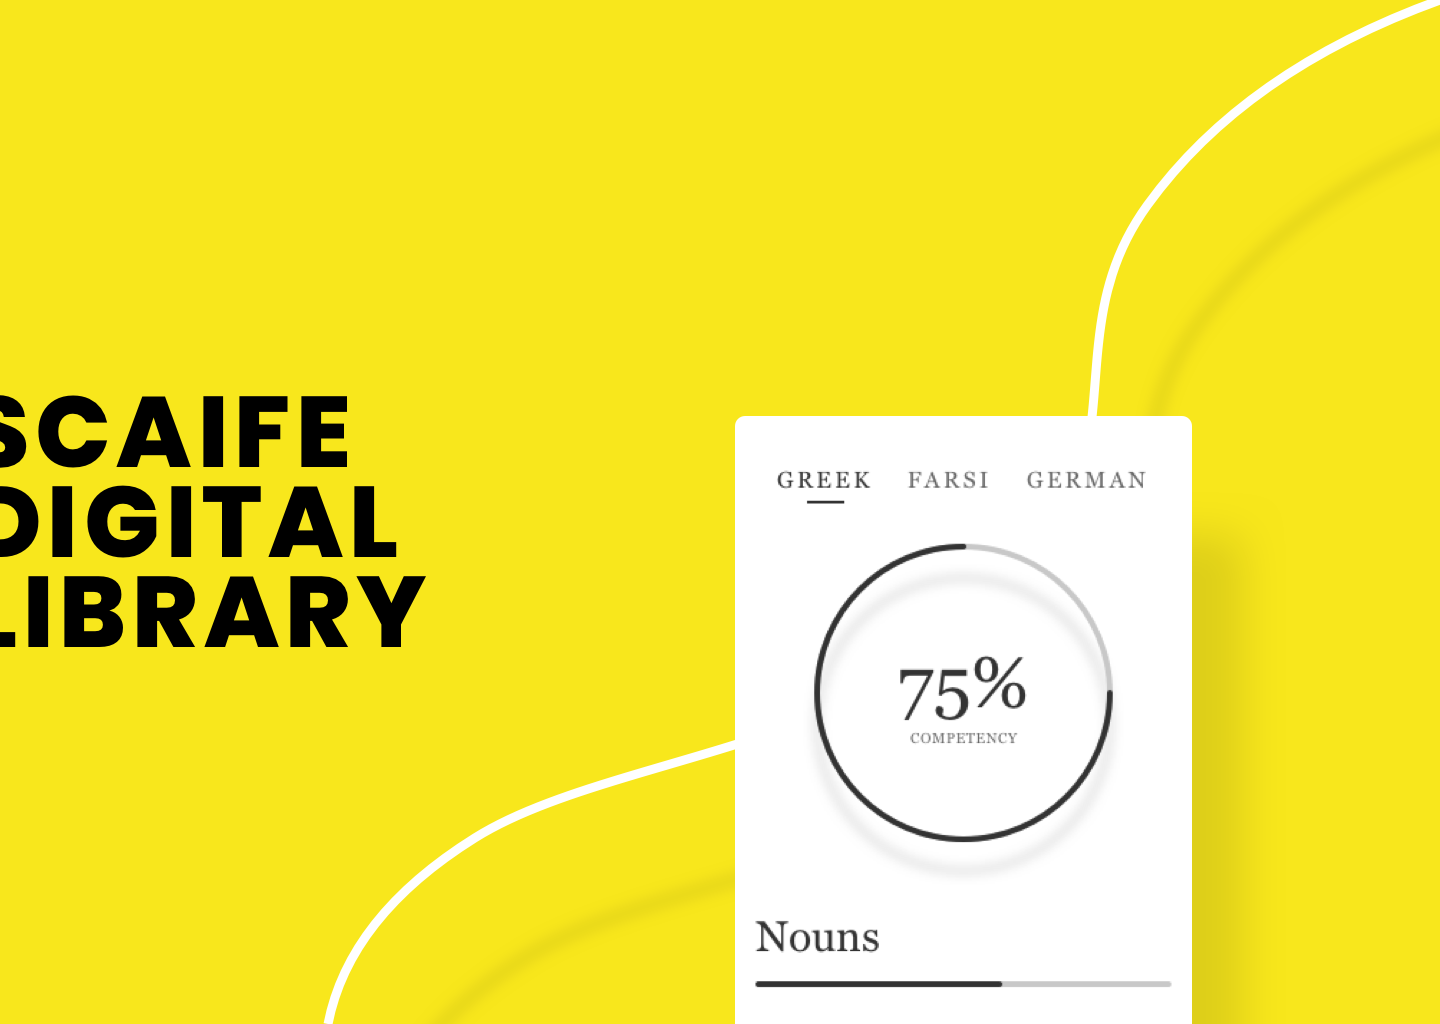 SCAIFE
DIGITAL
LIBRARY
GREEK FARSI GERMAN
75%
COMPETENCY
Nouns